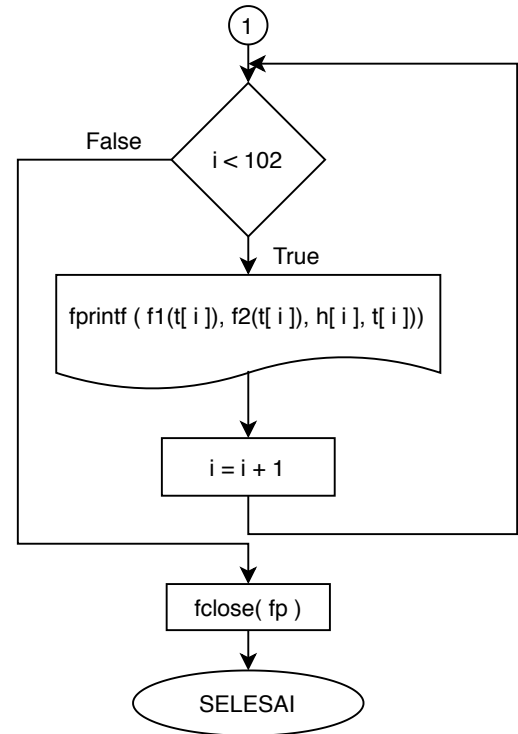 1
False
i < 102
True
fprintf ( f1(t[ i ]), f2(t[ i ]), h[ i ], t[ i ]))
i = i + 1
fclose( fp )
SELESAI